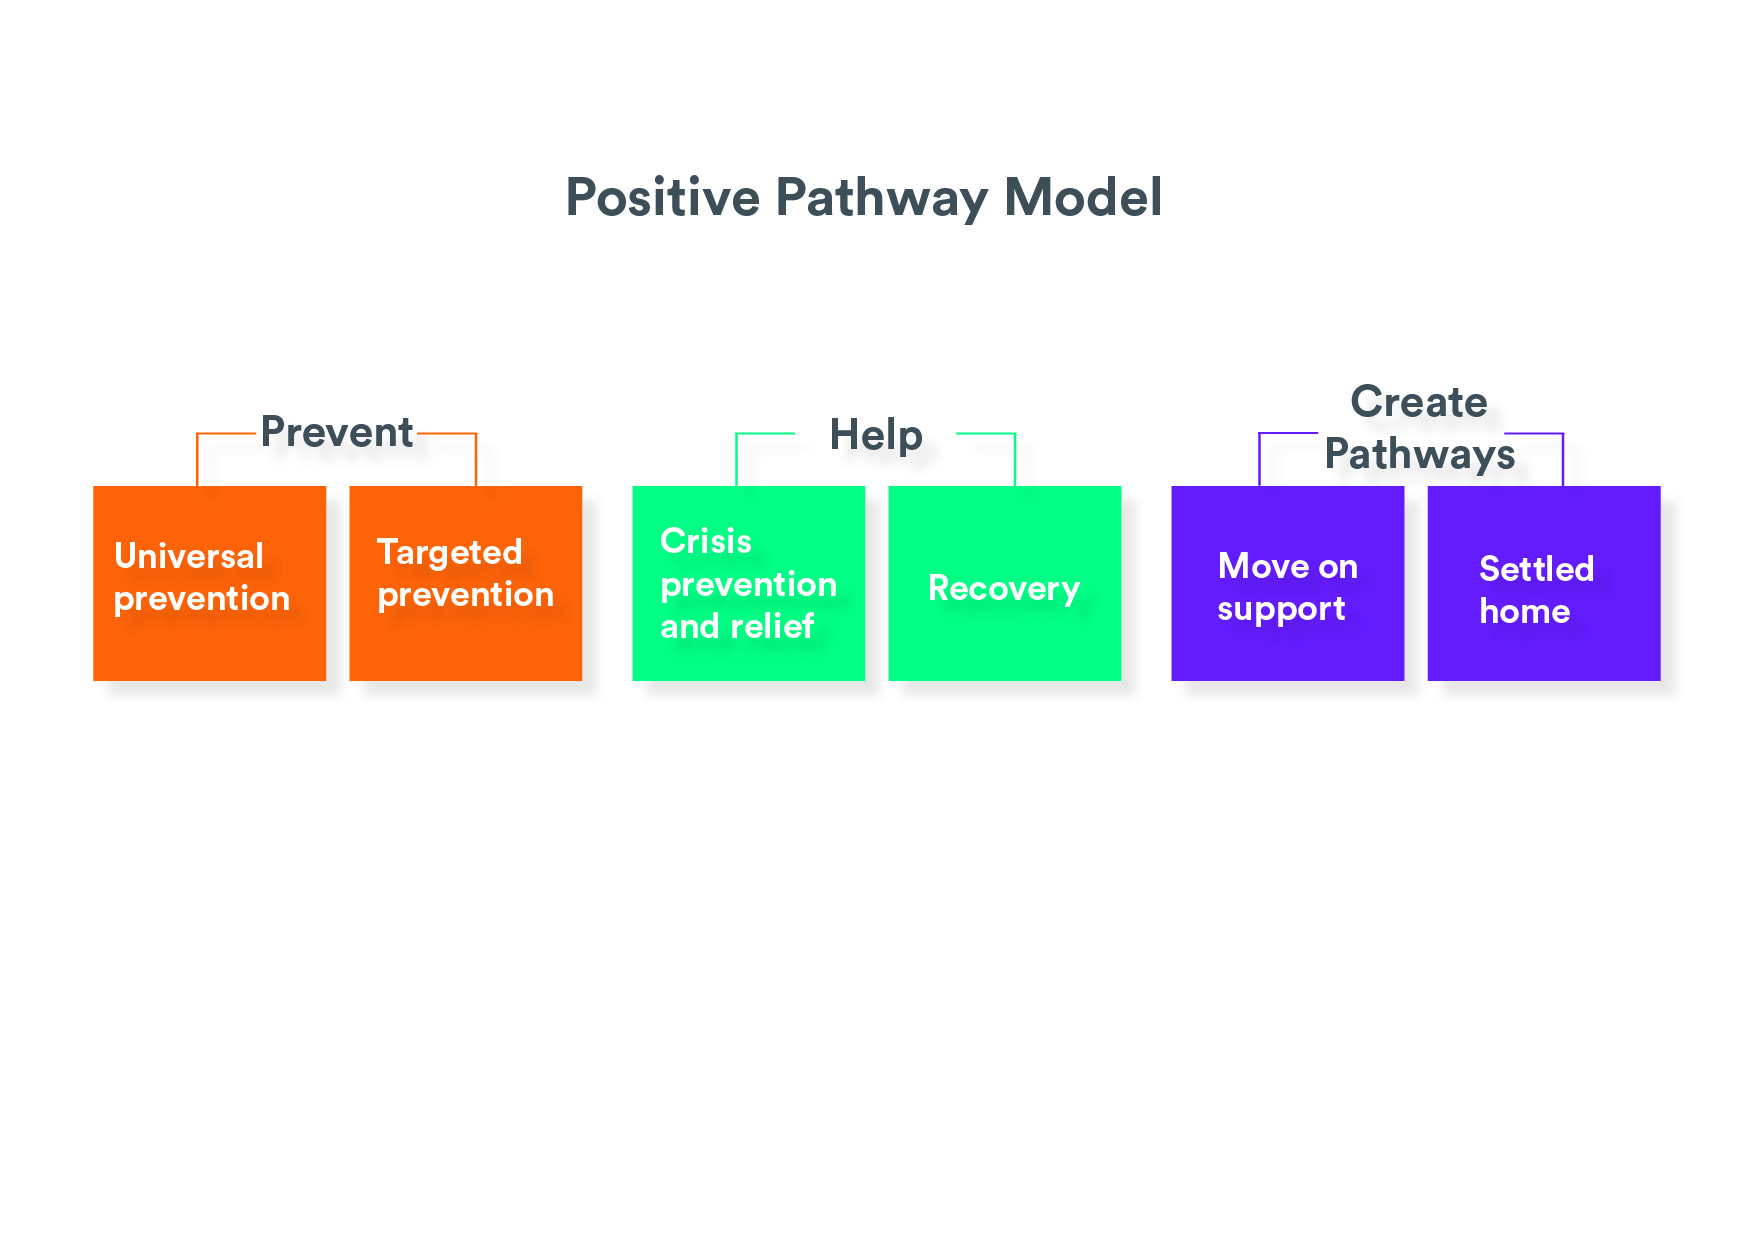 Positive Pathway Model
Prevent
Universal
prevention
Targeted
prevention
Help
Crisis
prevention
and relief
Recovery
Create
Pathways
Move on
support
Settled
home